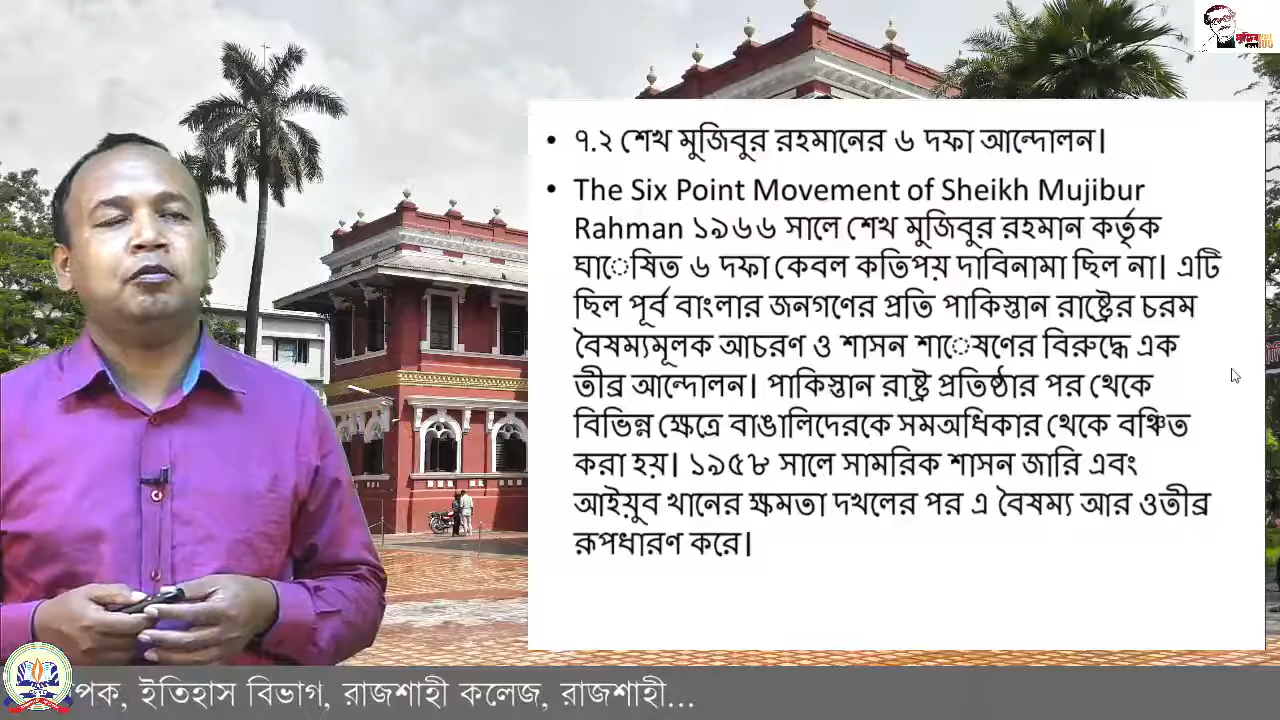 • ৭.২ শেখ মুজিবুর রহমানের ৬ দফা আন্দোলন।
• The Six Point Movement of Sheikh Mujibur
Rahman ১৯৬৬ সালে শেখ মুজিবুর রহমান কর্তৃক
ঘােষিত ৬ দফা কেবল কতিপয় দাবিনামা ছিল না। এটি
ছিল পূর্ব বাংলার জনগণের প্রতি পাকিস্তান রাষ্ট্রের চরম
বৈষম্যমূলক আচরণ ও শাসন শােষণের বিরুদ্ধে এক
তীব্র আন্দোলন। পাকিস্তান রাষ্ট্র প্রতিষ্ঠার পর থেকে
বিভিন্ন ক্ষেত্রে বাঙালিদেরকে সমঅধিকার থেকে বঞ্চিত
করা হয়। ১৯৫৮ সালে সামরিক শাসন জারি এবং
আইয়ুব খানের ক্ষমতা দখলের পর এ বৈষম্য আর ওতীব্র
রূপধারণ করে।
পক, ইতিহাস বিভাগ, রাজশাহী কলেজ, রাজশাহী...